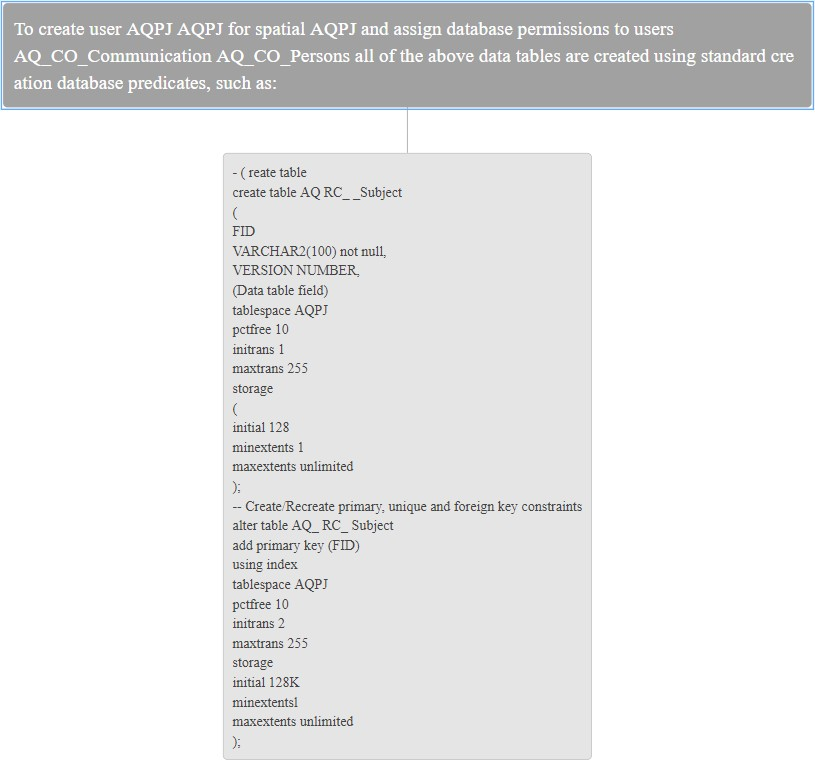 To create user AQPJ AQPJ for spatial AQPJ and assign database permissions to users
AQ_CO_Communication AQ_CO_Persons all of the above data tables are created using standard cre
ation database predicates, such as:
- ( reate table
create table AQ RC_ _Subject
(
FID
VARCHAR2(100) not null,
VERSION NUMBER,
(Data table field)
tablespace AQPJ
pctfree 10
initrans 1
maxtrans 255
storage
(
initial 128
minextents 1
maxextents unlimited
);
-- Create/Recreate primary, unique and foreign key constraints
alter table AQ_ RC_ Subject
add primary key (FID)
using index
tablespace AQPJ
pctfree 10
initrans 2
maxtrans 255
storage
initial 128K
minextentsl
maxextents unlimited
);